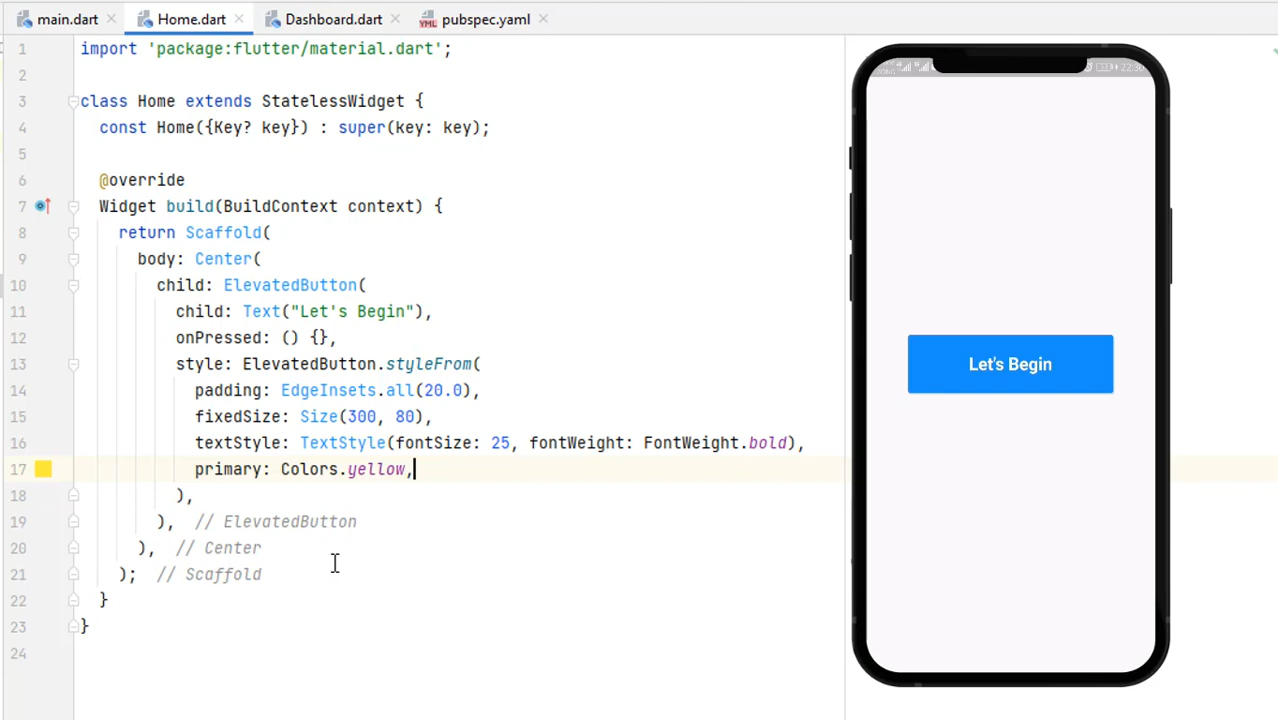 main.dart Home.dart Dashboard.dart YML pubspec.yaml
1 import 'package:flutter/material.dart';
2
3 class Home extends StatelessWidget {
4 const Home({Key? key}) : super(key: key);
5
6 @override
7 Widget build(BuildContext context) {
8 return Scaffold(
9 body: Center(
10 child: ElevatedButton(
11 child: Text("Let's Begin"),
12 onPressed: () {},
13 style: ElevatedButton.styleFrom(
14 padding: EdgeInsets.all(20.0),
15 fixedSize: Size(300, 80),
16 textStyle: TextStyle(fontSize: 25, fontWeight: FontWeight.bold),
17 primary: Colors.yellow,
18 ),
19 ), // ElevatedButton
20 ), // Center
21 ); // Scaffold
22 }
23 }
24
22:30
Let's Begin